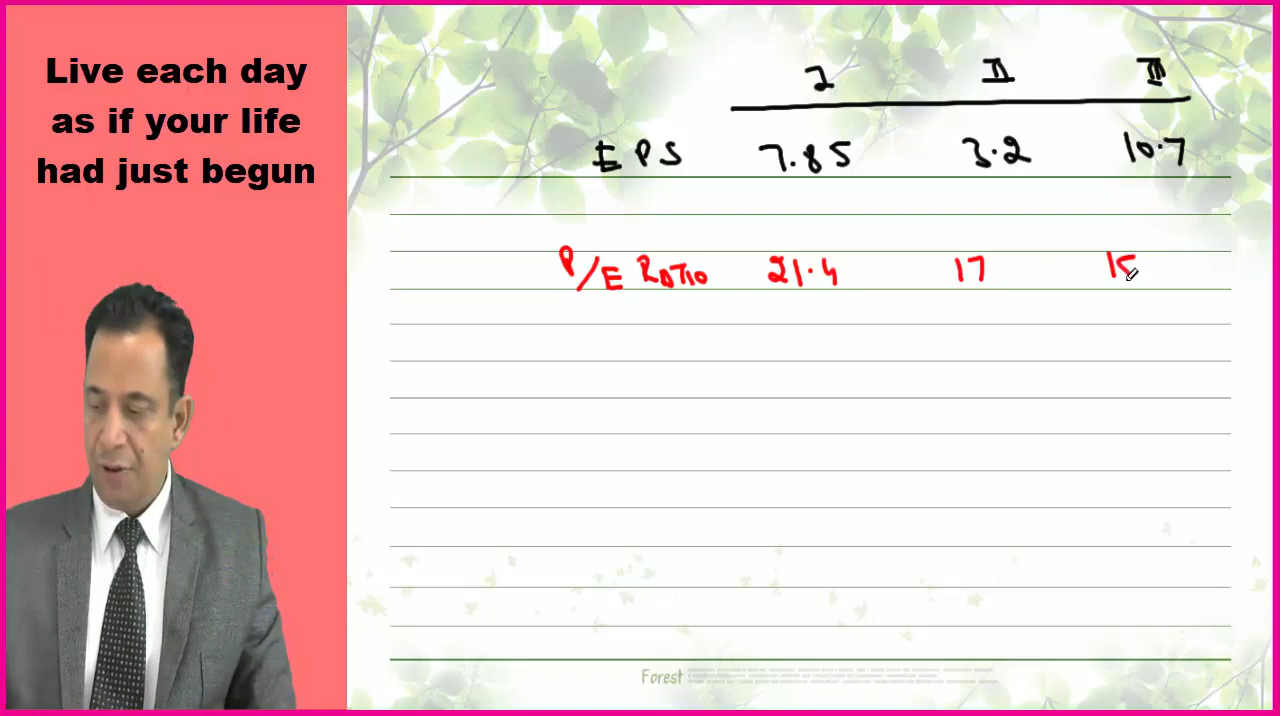 Live each day
as if your life
had just begun
I II III
EPS 7.85 3.2 10.7
P/E RATIO 21.4 17 15
Forest